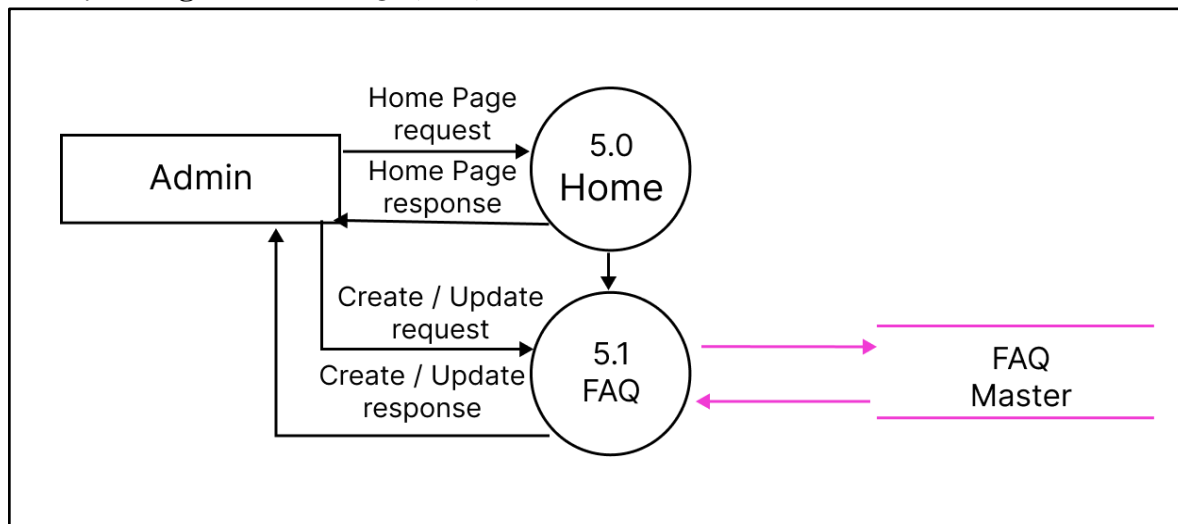 Home Page
request
5.0
Home
Admin
Home Page
response
Create / Update
request
5.1
FAQ
Create / Update
response
FAQ
Master